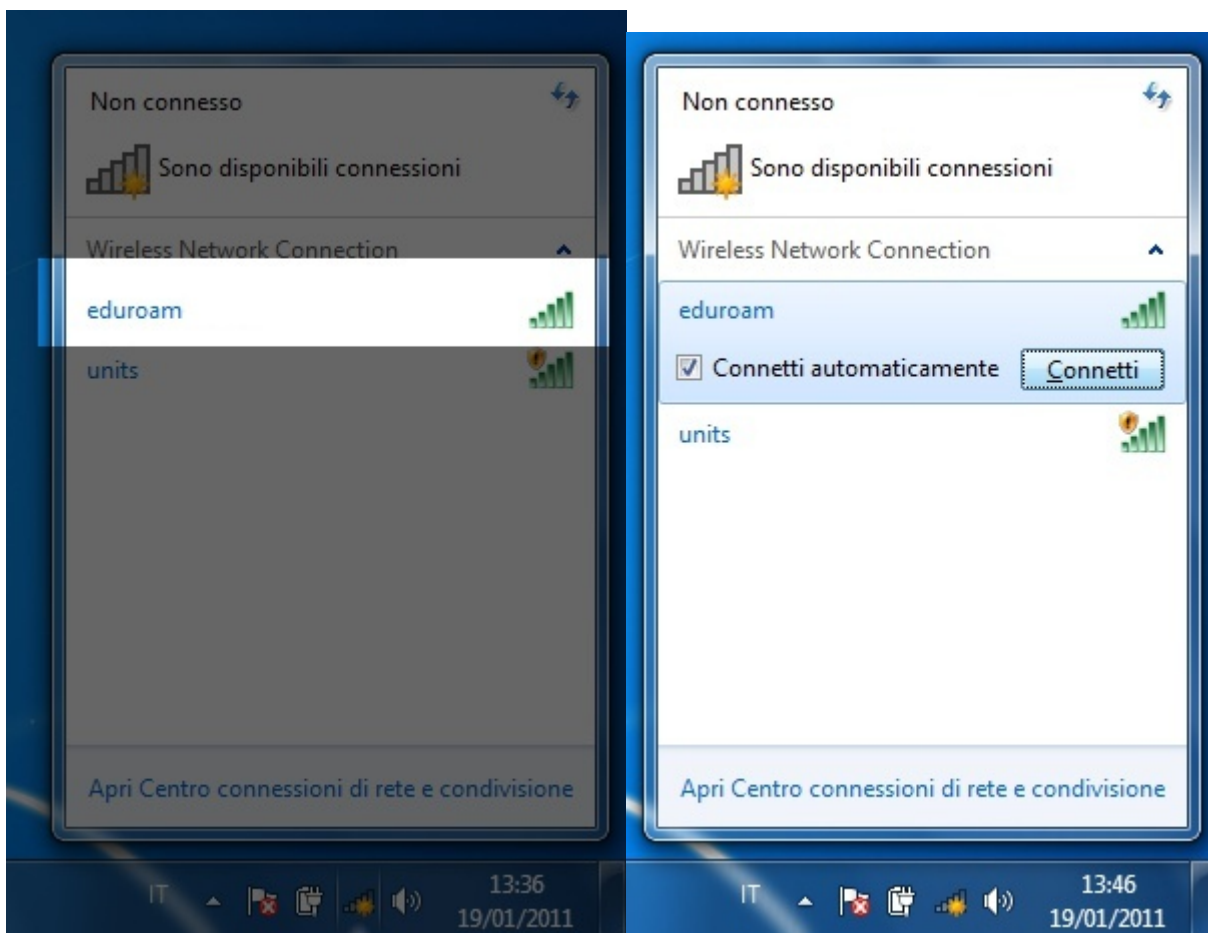 Non connesso
Sono disponibili connessioni
Wireless Network Connection
eduroam
units
Apri Centro connessioni di rete e condivisione
IT
13:36
19/01/2011
Non connesso
Sono disponibili connessioni
Wireless Network Connection
eduroam
Connetti automaticamente Connetti
units
Apri Centro connessioni di rete e condivisione
IT
13:46
19/01/2011